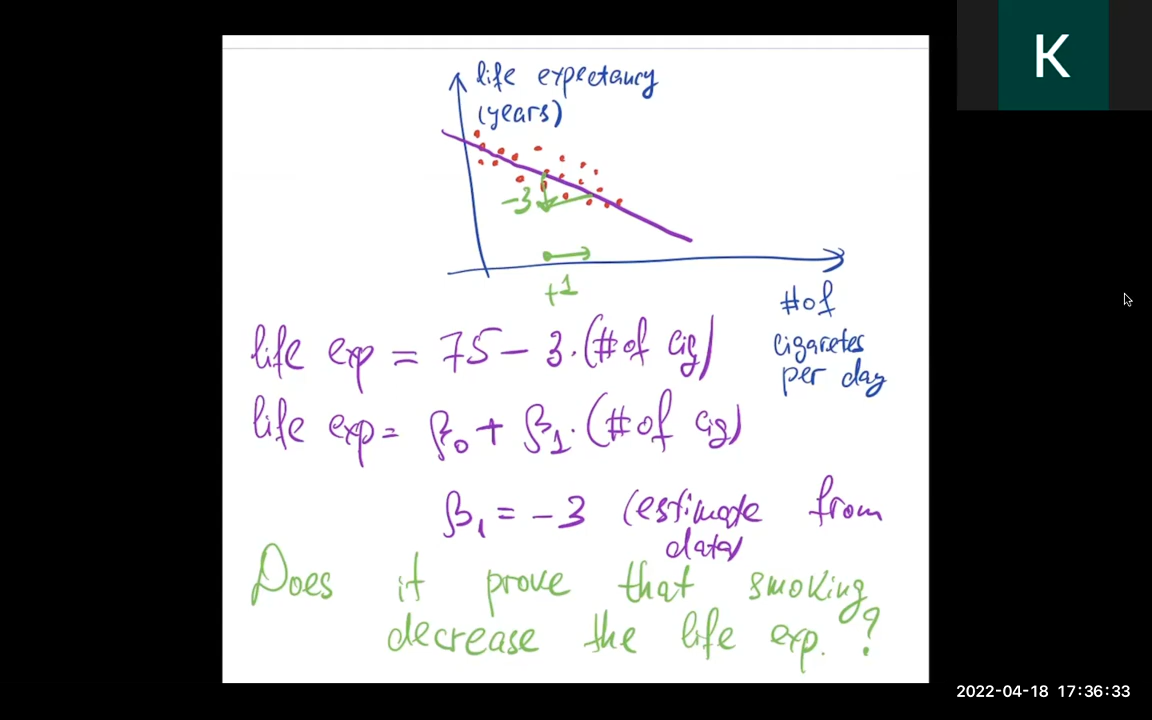 K
life expectancy
(years)
-3
+1
#of
cigaretes
per day
life exp = 75 - 3.(#of cig)
life exp = β0 + β1.(#of cig)
β1 = -3 (estimate from
data)
Does it prove that smoking
decrease the life exp.?
2022-04-18 17:36:33